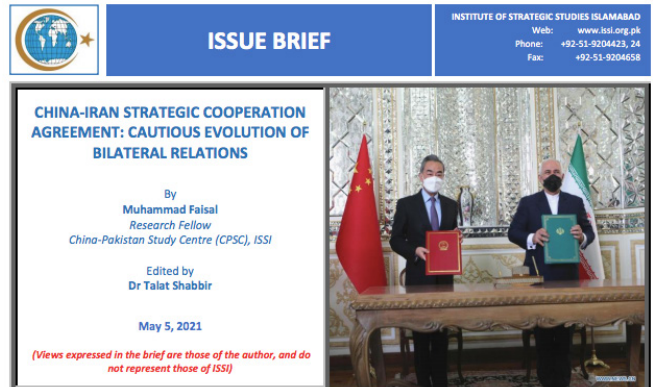 ISSUE BRIEF
INSTITUTE OF STRATEGIC STUDIES ISLAMABAD
Web: www.issi.org.pk
Phone: +92-51-9204423, 24
Fax: +92-51-9204658
CHINA-IRAN STRATEGIC COOPERATION
AGREEMENT: CAUTIOUS EVOLUTION OF
BILATERAL RELATIONS
By
Muhammad Faisal
Research Fellow
China-Pakistan Study Centre (CPSC), ISSI
Edited by
Dr Talat Shabbir
May 5, 2021
(Views expressed in the brief are those of the author, and do
not represent those of ISSI)